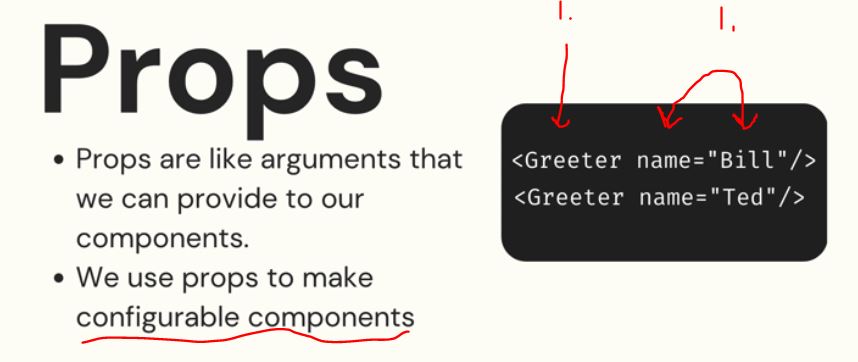 Props
• Props are like arguments that
we can provide to our
components.
• We use props to make
configurable components
1.
1.
<Greeter name="Bill"/>
<Greeter name="Ted"/>